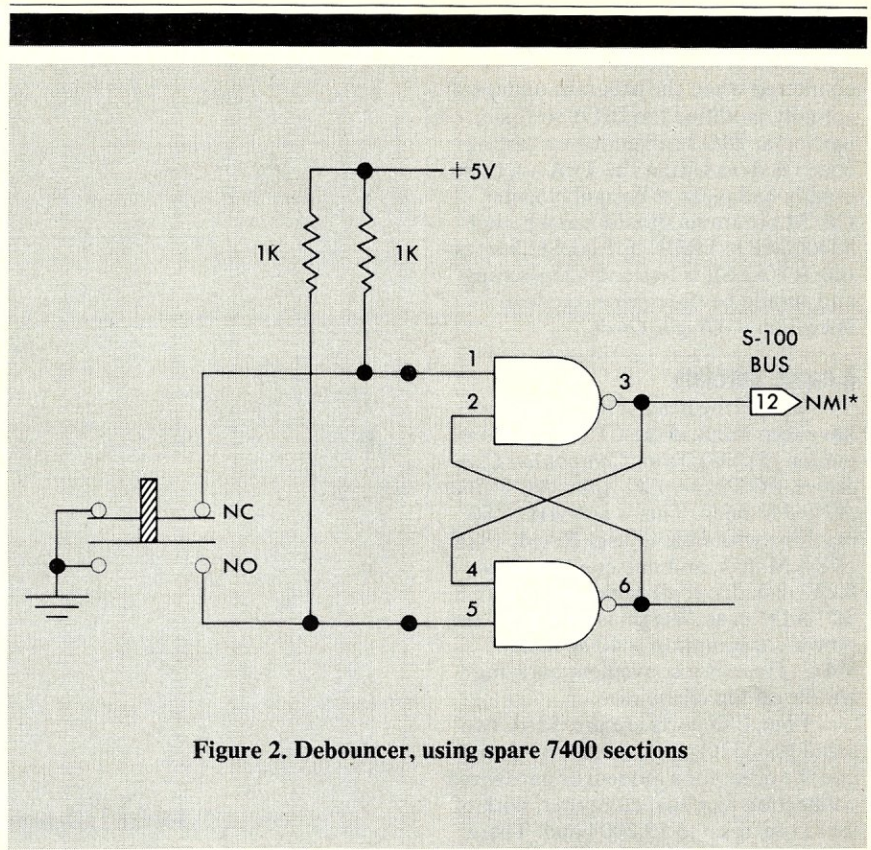 +5V
1K 1K
S-100
BUS
1 3
2
12 NMI*
NC
NO
4 6
5
Figure 2. Debouncer, using spare 7400 sections